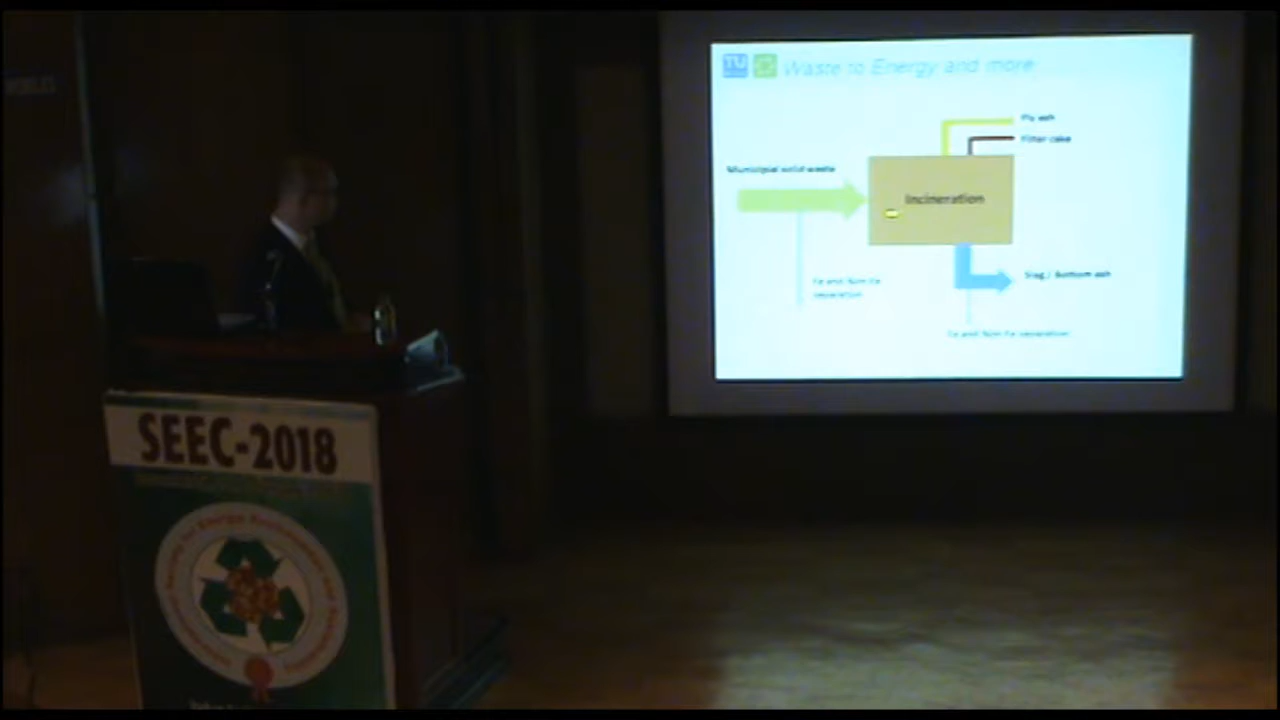 TU
Waste to Energy and more
Fly ash
Filter cake
Municipal solid waste
Incineration
Fe and Non Fe
separation
Slag / Bottom ash
Fe and Non Fe separation
SEEC-2018